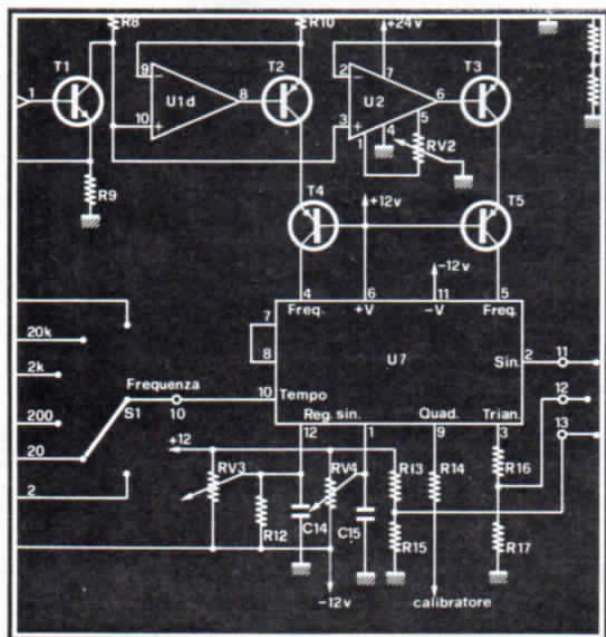 R8
R10
+24v
T1
T2
T3
1
9
-
U1d
8
10
+
2
-
7
U2
6
3
+
1
4
5
RV2
R9
T4
+12v
T5
-12v
4
6
11
5
Freq.
+V
-V
Freq.
7
8
U7
Sin.
2
11
20k
2k
Frequenza
10
Tempo
12
200
S1
10
Reg. sin.
Quad.
Trian.
13
20
+12
12
1
9
3
2
RV3
RV4
R13
R14
R16
R12
C14
C15
R15
R17
-12v
calibratore